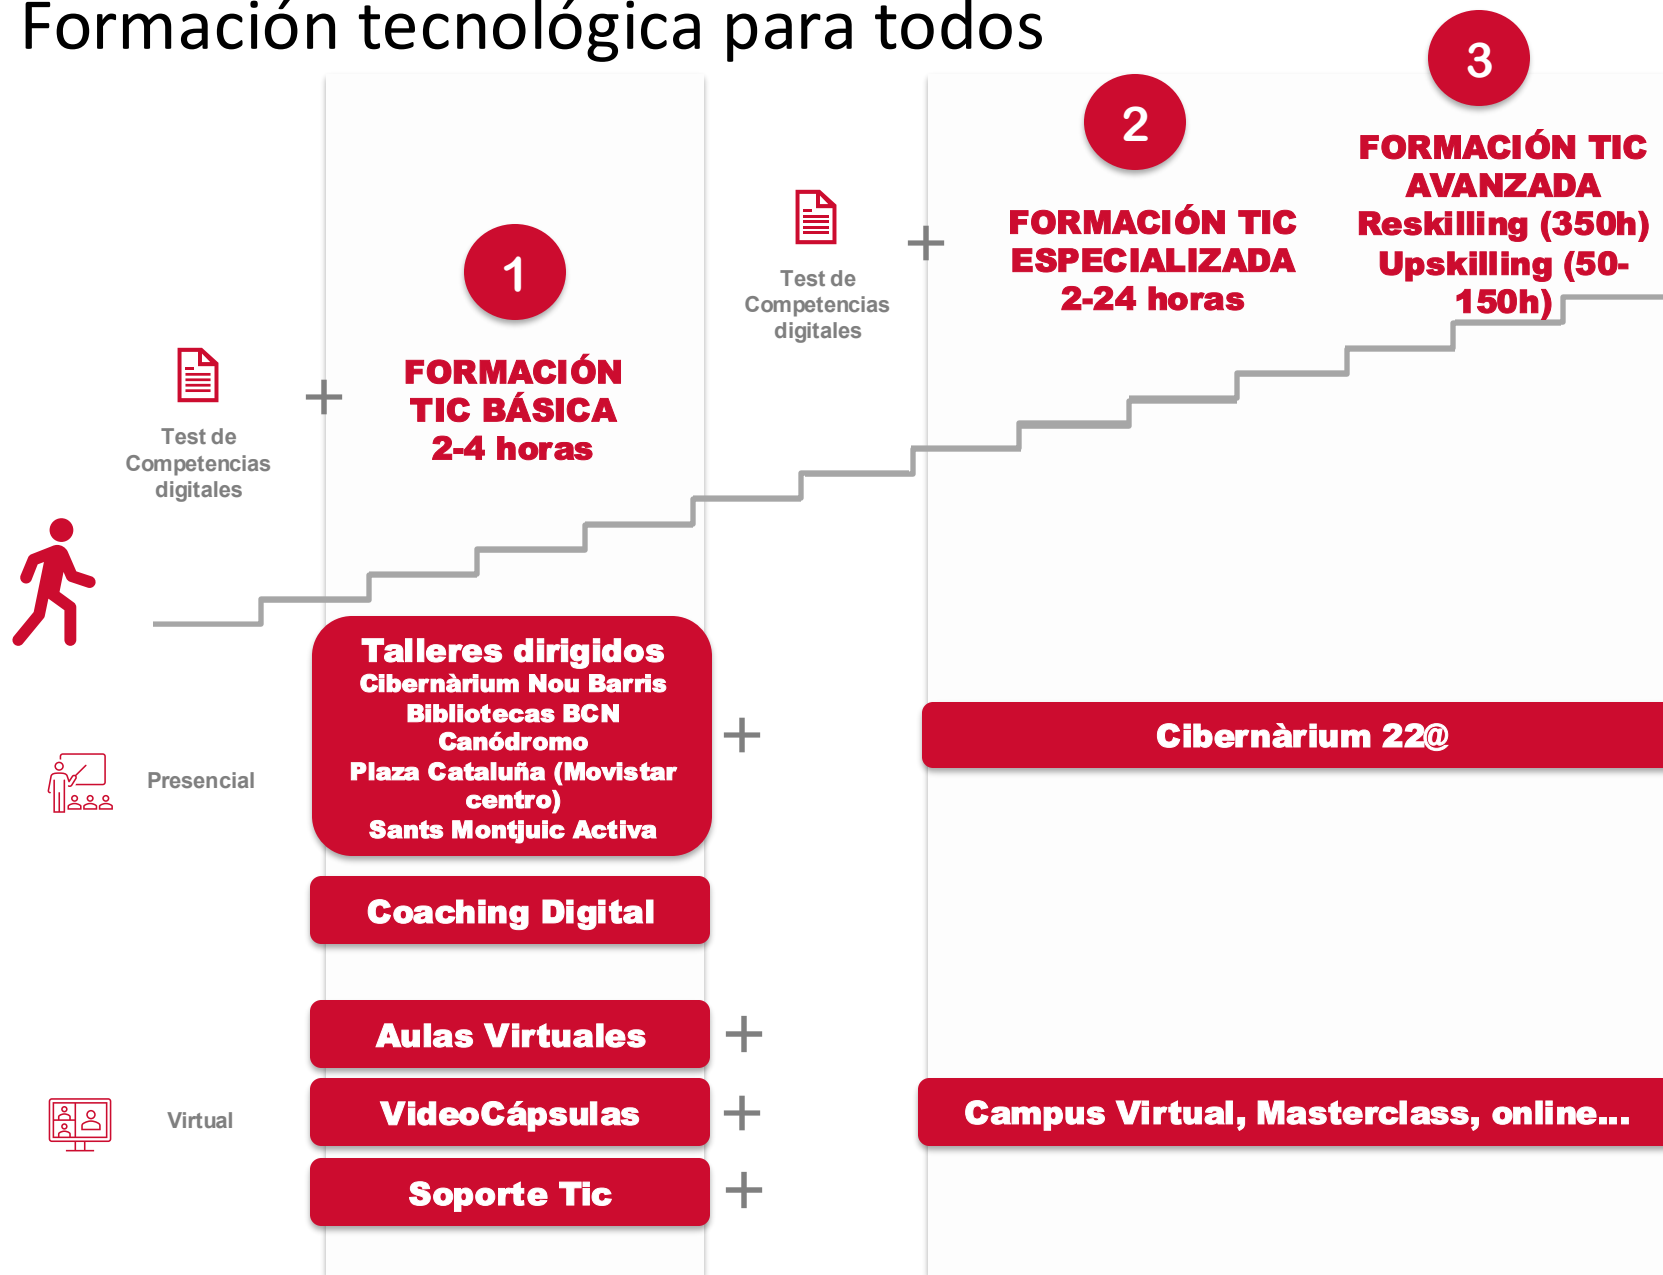 Formación tecnológica para todos
3
2
FORMACIÓN TIC
AVANZADA
Reskilling (350h)
Upskilling (50-
150h)
FORMACIÓN TIC
ESPECIALIZADA
2-24 horas
Test de
Competencias
digitales
1
FORMACIÓN
TIC BÁSICA
2-4 horas
Test de
Competencias
digitales
Talleres dirigidos
Cibernàrium Nou Barris
Bibliotecas BCN
Canódromo
Plaza Cataluña (Movistar
centro)
Sants Montjuic Activa
Cibernàrium 22@
Presencial
Coaching Digital
Aulas Virtuales
VideoCápsulas
Campus Virtual, Masterclass, online...
Virtual
Soporte Tic